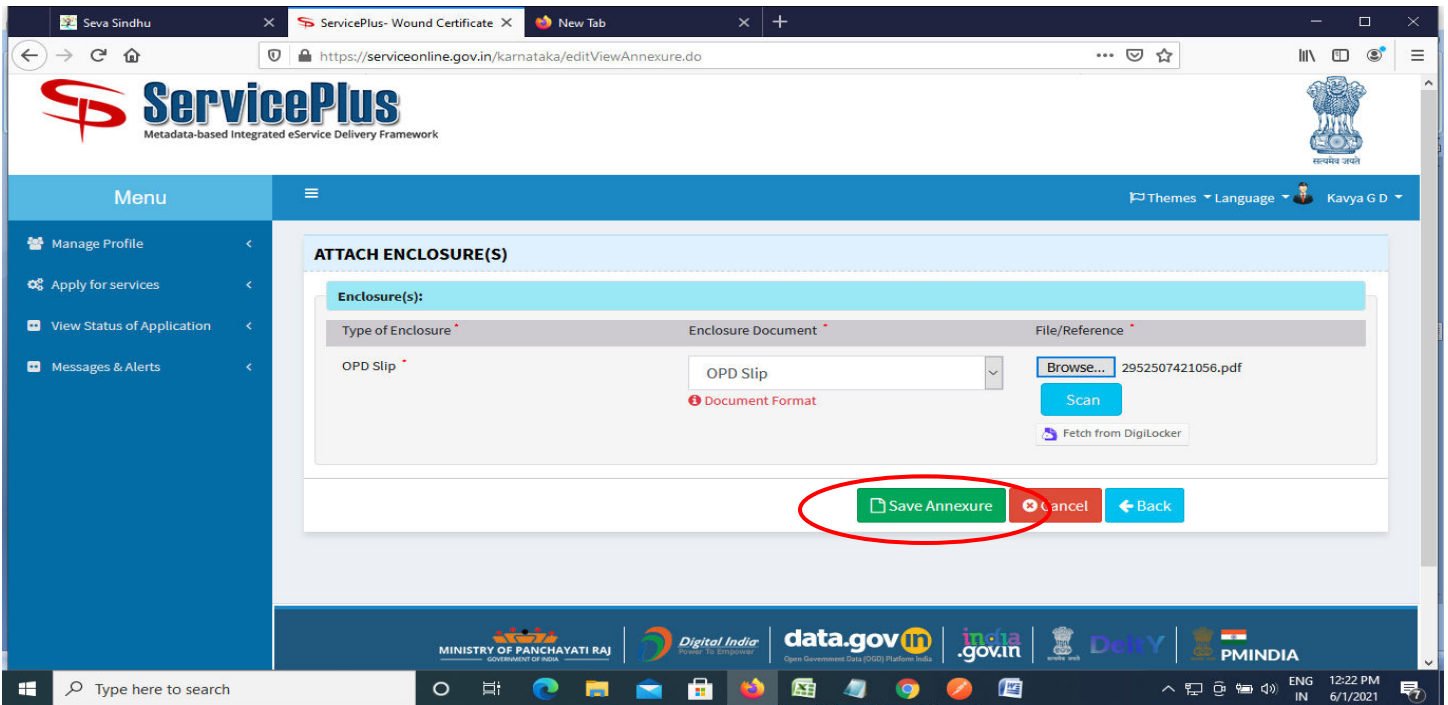 Seva Sindhu
ServicePlus- Wound Certificate
New Tab
https://serviceonline.gov.in/karnataka/editViewAnnexure.do
ServicePlus
Metadata-based Integrated eService Delivery Framework
सत्यमेव जयते
Menu
Themes Language Kavya G D
Manage Profile
Apply for services
View Status of Application
Messages & Alerts
ATTACH ENCLOSURE(S)
Enclosure(s):
Type of Enclosure * Enclosure Document * File/Reference *
OPD Slip * OPD Slip Browse... 2952507421056.pdf
Document Format
Scan
Fetch from DigiLocker
Save Annexure Cancel Back
MINISTRY OF PANCHAYATI RAJ
GOVERNMENT OF INDIA
Digital India
Power To Empower
data.gov in
Open Government Data (OGD) Platform India
india
.gov.in
DeitY
PMINDIA
Type here to search
ENG
IN
12:22 PM
6/1/2021
7